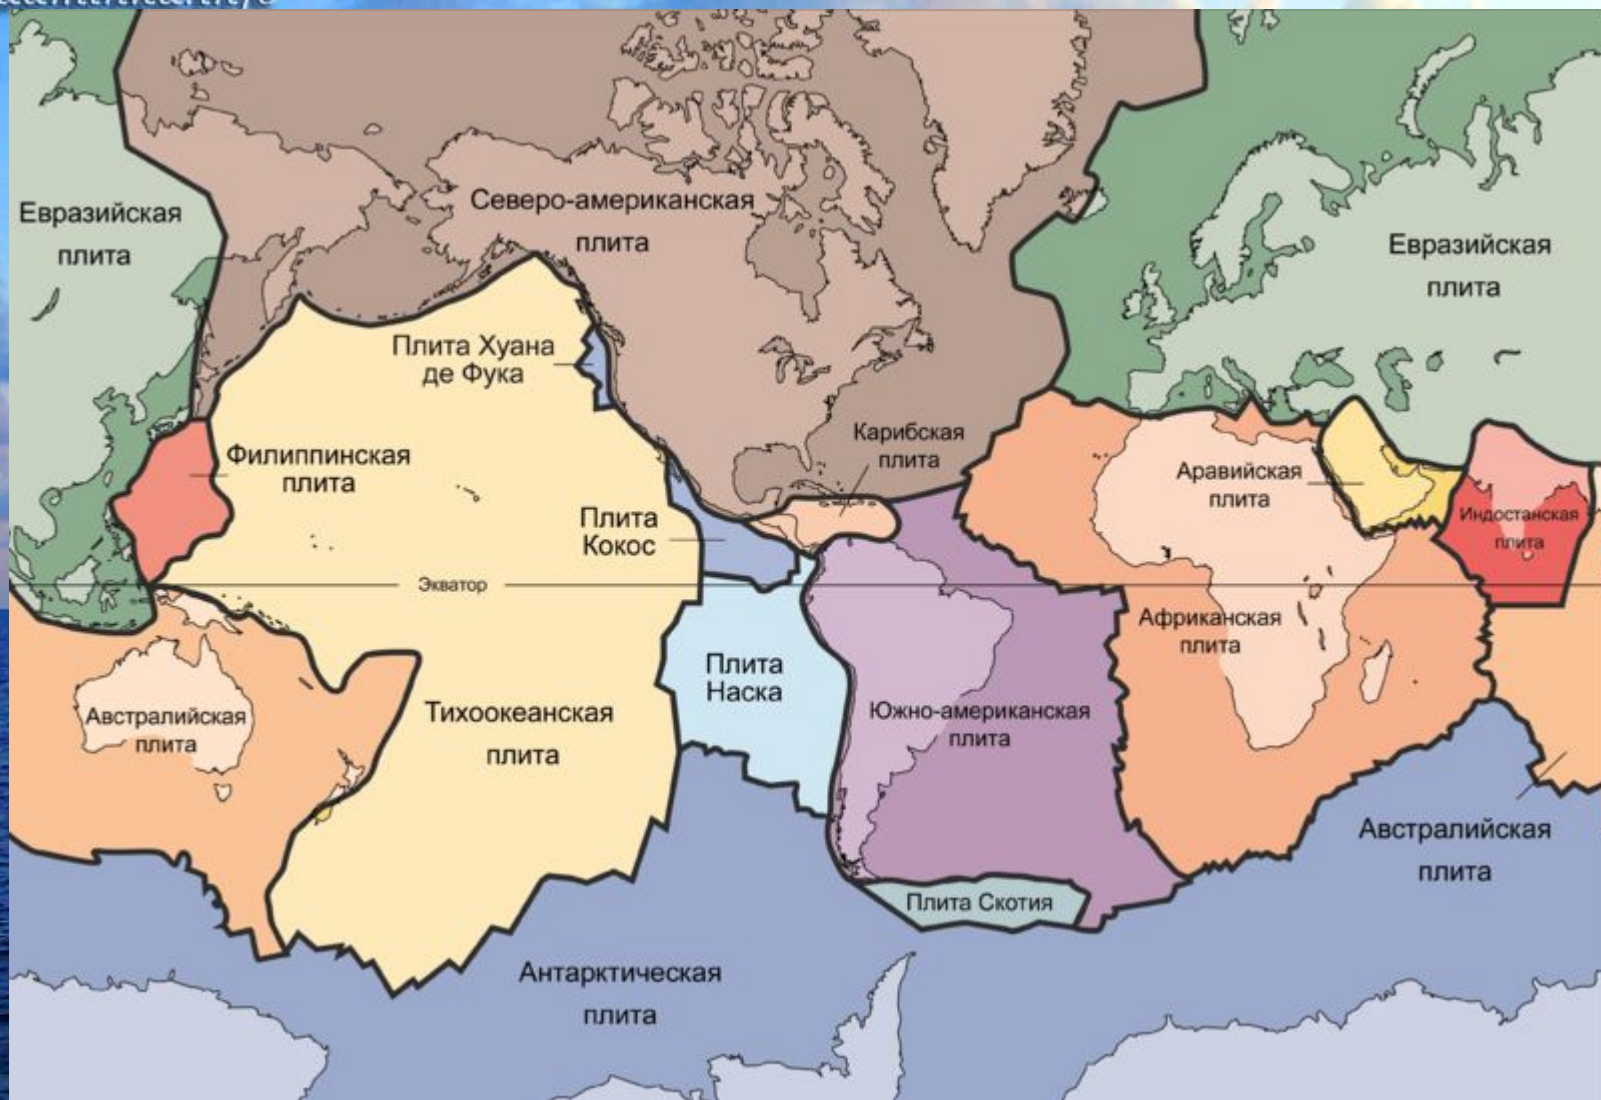 Северо-американская
плита
Евразийская
плита
Евразийская
плита
Плита Хуана
де Фука
Карибская
плита
Филиппинская
плита
Аравийская
плита
Плита
Кокос
Индостанская
плита
Экватор
Африканская
плита
Плита
Наска
Австралийская
плита
Тихоокеанская
плита
Южно-американская
плита
Австралийская
плита
Плита Скотия
Антарктическая
плита